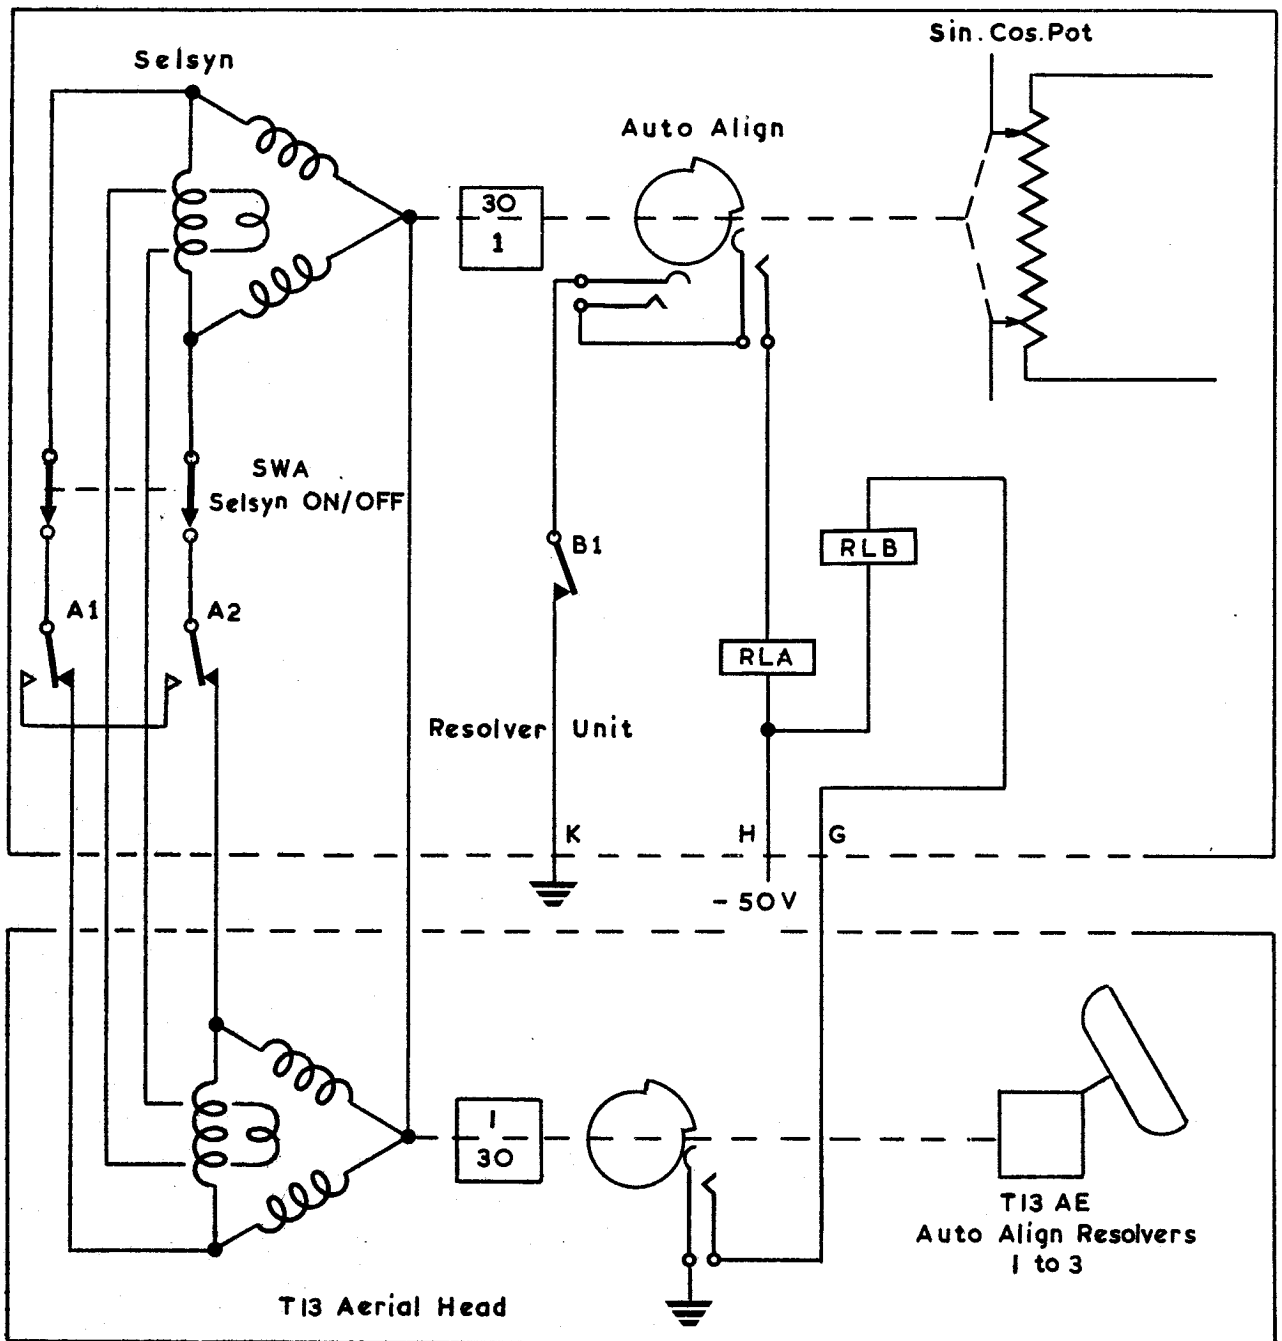 Sin. Cos. Pot
Selsyn
Auto Align
30
1
SWA
Selsyn ON/OFF
B1
RLB
A1
A2
RLA
Resolver Unit
K
H
G
- 50V
1
30
T13 AE
Auto Align Resolvers
1 to 3
T13 Aerial Head